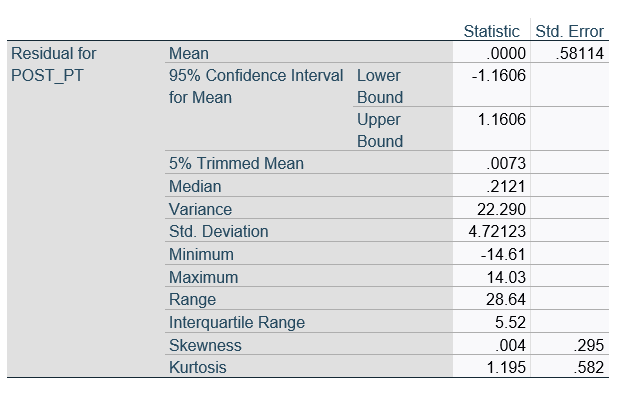 Statistic Std. Error
Residual for Mean .0000 .58114
POST_PT 95% Confidence Interval Lower -1.1606
for Mean Bound
Upper 1.1606
Bound
5% Trimmed Mean .0073
Median .2121
Variance 22.290
Std. Deviation 4.72123
Minimum -14.61
Maximum 14.03
Range 28.64
Interquartile Range 5.52
Skewness .004 .295
Kurtosis 1.195 .582